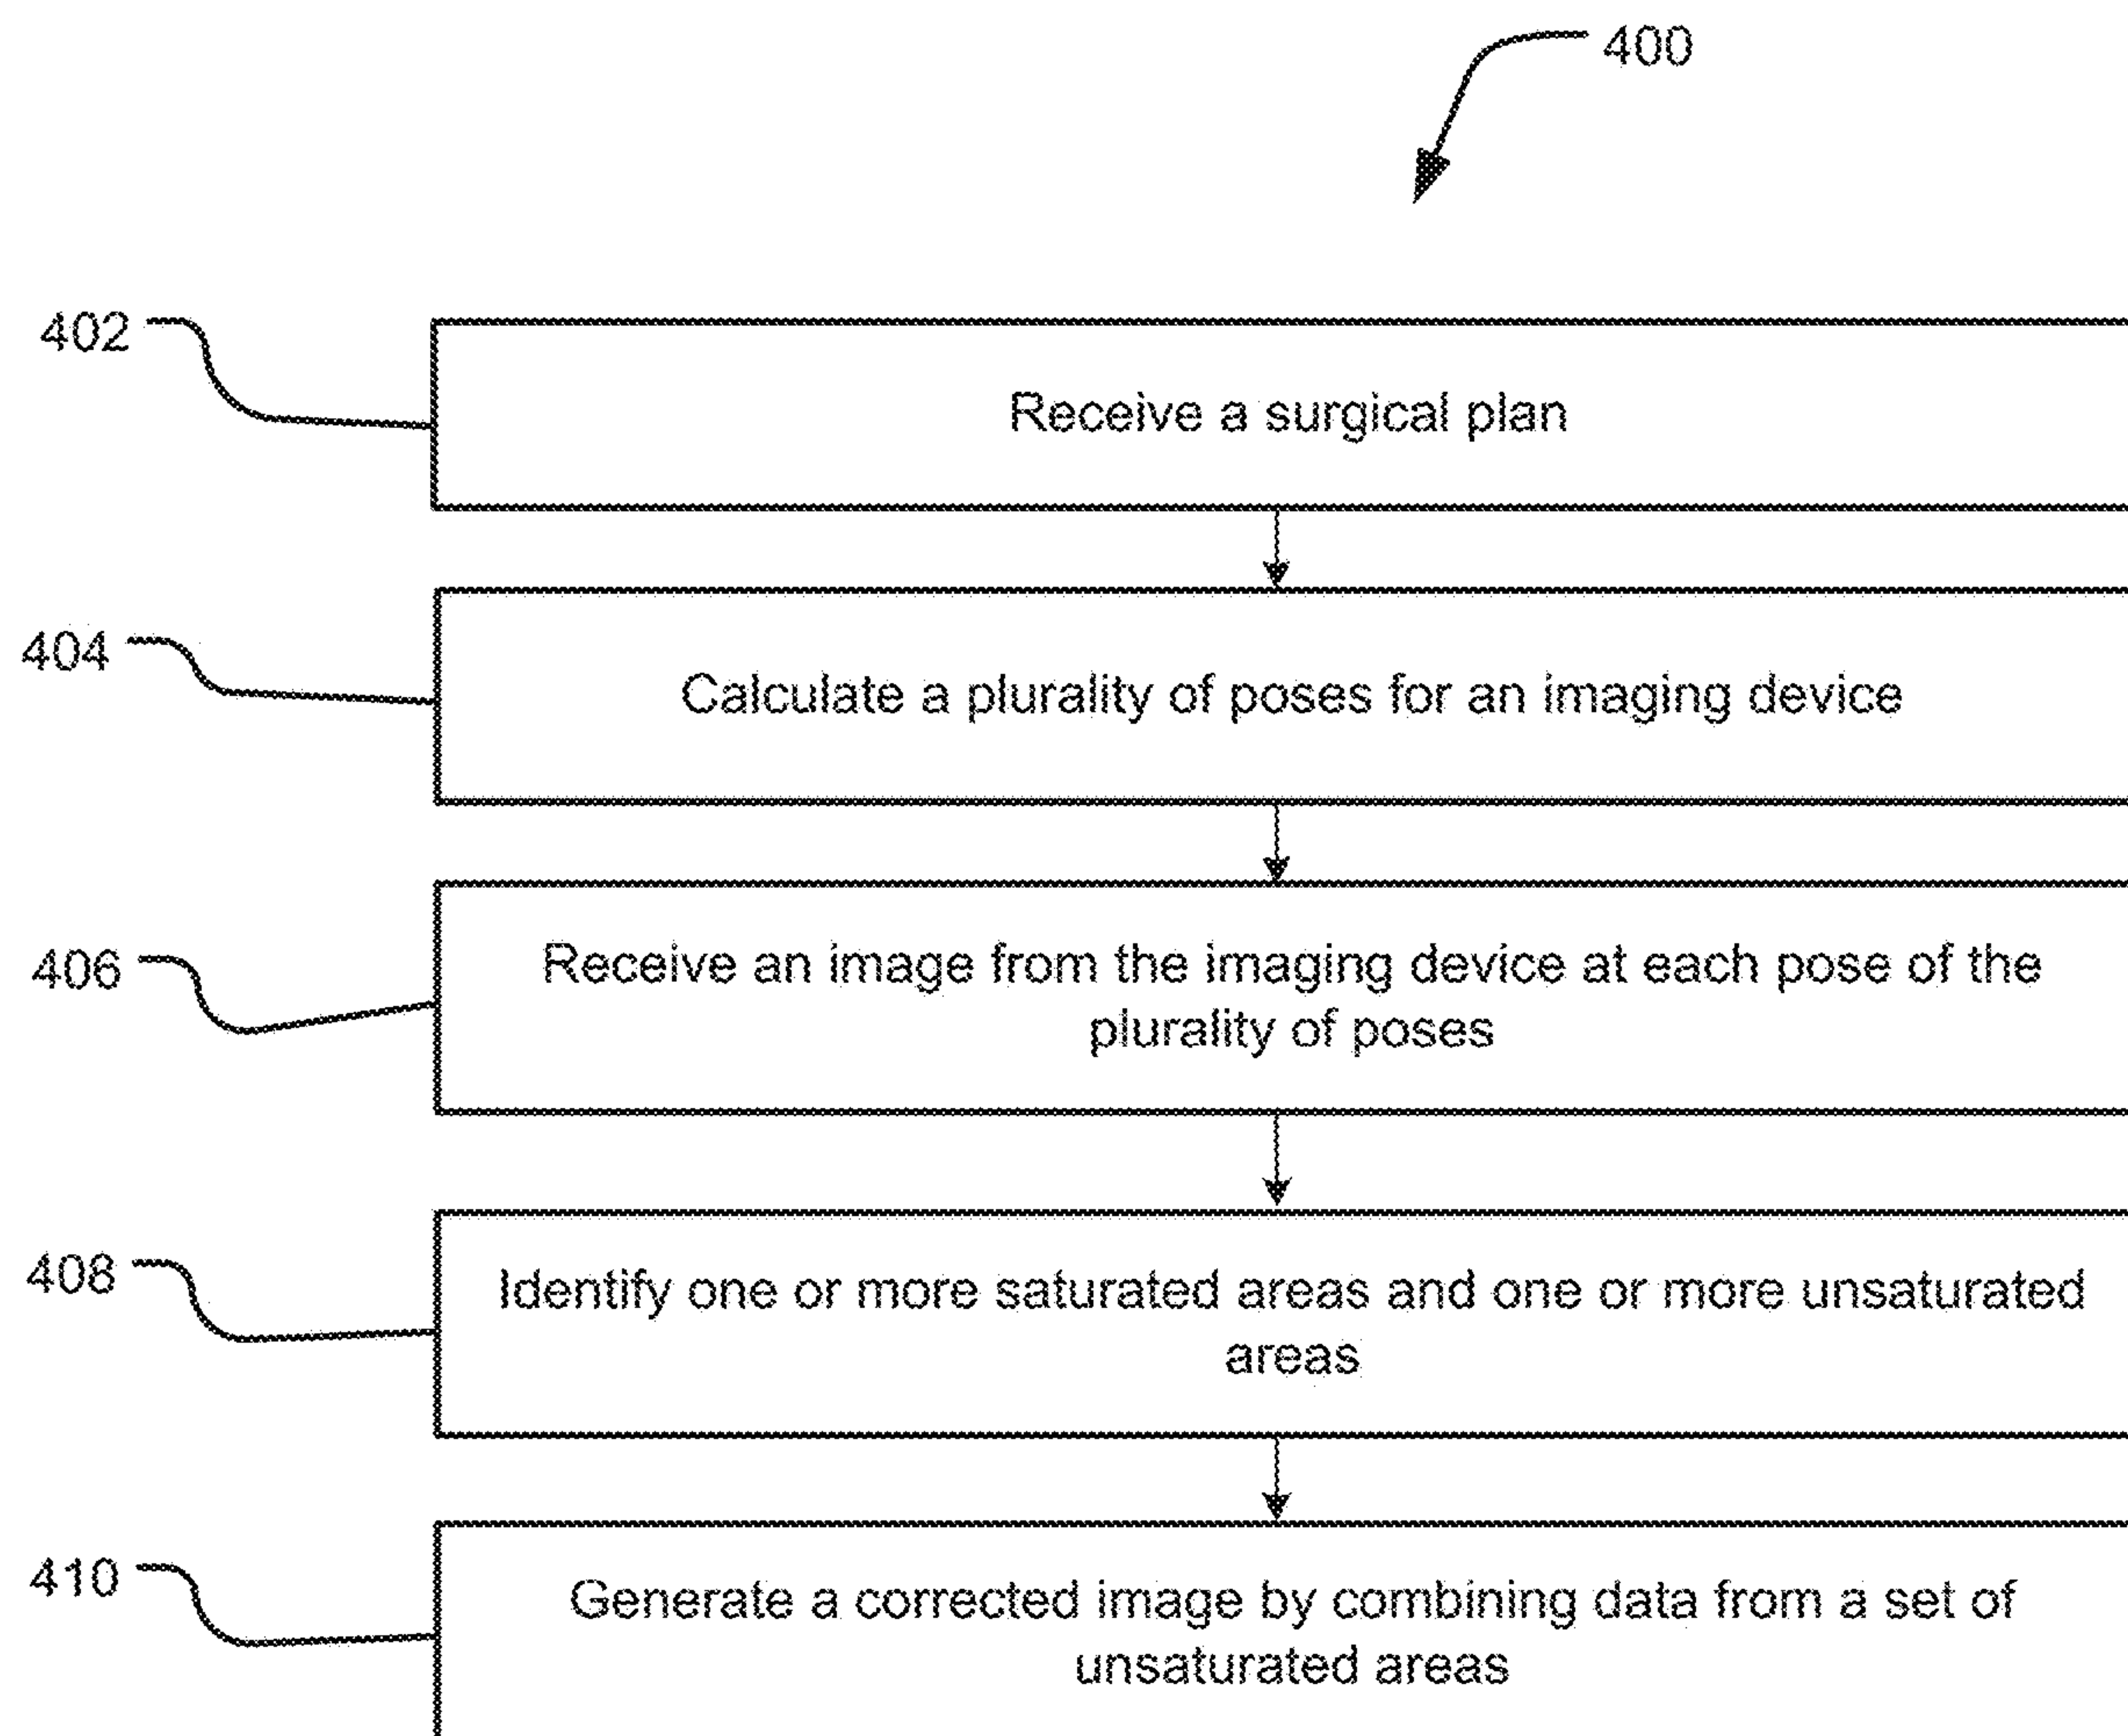 400
402
Receive a surgical plan
404
Calculate a plurality of poses for an imaging device
406
Receive an image from the imaging device at each pose of the
plurality of poses
408
Identify one or more saturated areas and one or more unsaturated
areas
410
Generate a corrected image by combining data from a set of
unsaturated areas